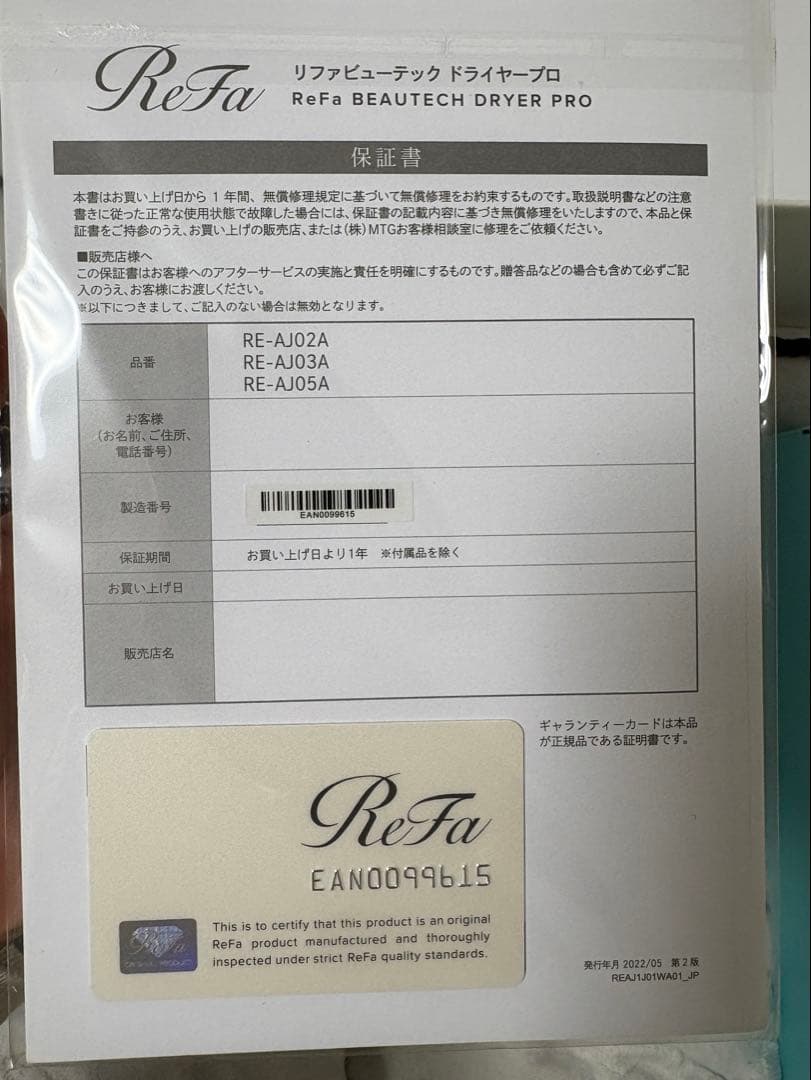 ReFa
リファビューテック ドライヤープロ
ReFa BEAUTECH DRYER PRO
保証書
本書はお買い上げ日から 1 年間、無償修理規定に基づいて無償修理をお約束するものです。取扱説明書などの注意
書きに従った正常な使用状態で故障した場合には、保証書の記載内容に基づき無償修理をいたしますので、本品と保
証書をご持参のうえ、お買い上げの販売店、または(株)MTGお客様相談室に修理をご依頼ください。
■販売店様へ
この保証書はお客様へのアフターサービスの実施と責任を明確にするものです。贈答品などの場合も含めて必ずご記
入のうえ、お客様にお渡しください。
※以下につきまして、ご記入のない場合は無効となります。
品番
RE-AJ02A
RE-AJ03A
RE-AJ05A
お客様
(お名前、ご住所、
電話番号)
製造番号
EAN0099615
保証期間
お買い上げ日より1年 ※付属品を除く
お買い上げ日
販売店名
ギャランティーカードは本品
が正規品である証明書です。
ReFa
EAN0099615
ReFa
This is to certify that this product is an original
ReFa product manufactured and thoroughly
inspected under strict ReFa quality standards.
発行年月 2022/05 第2版
REAJ1J01WA01_JP